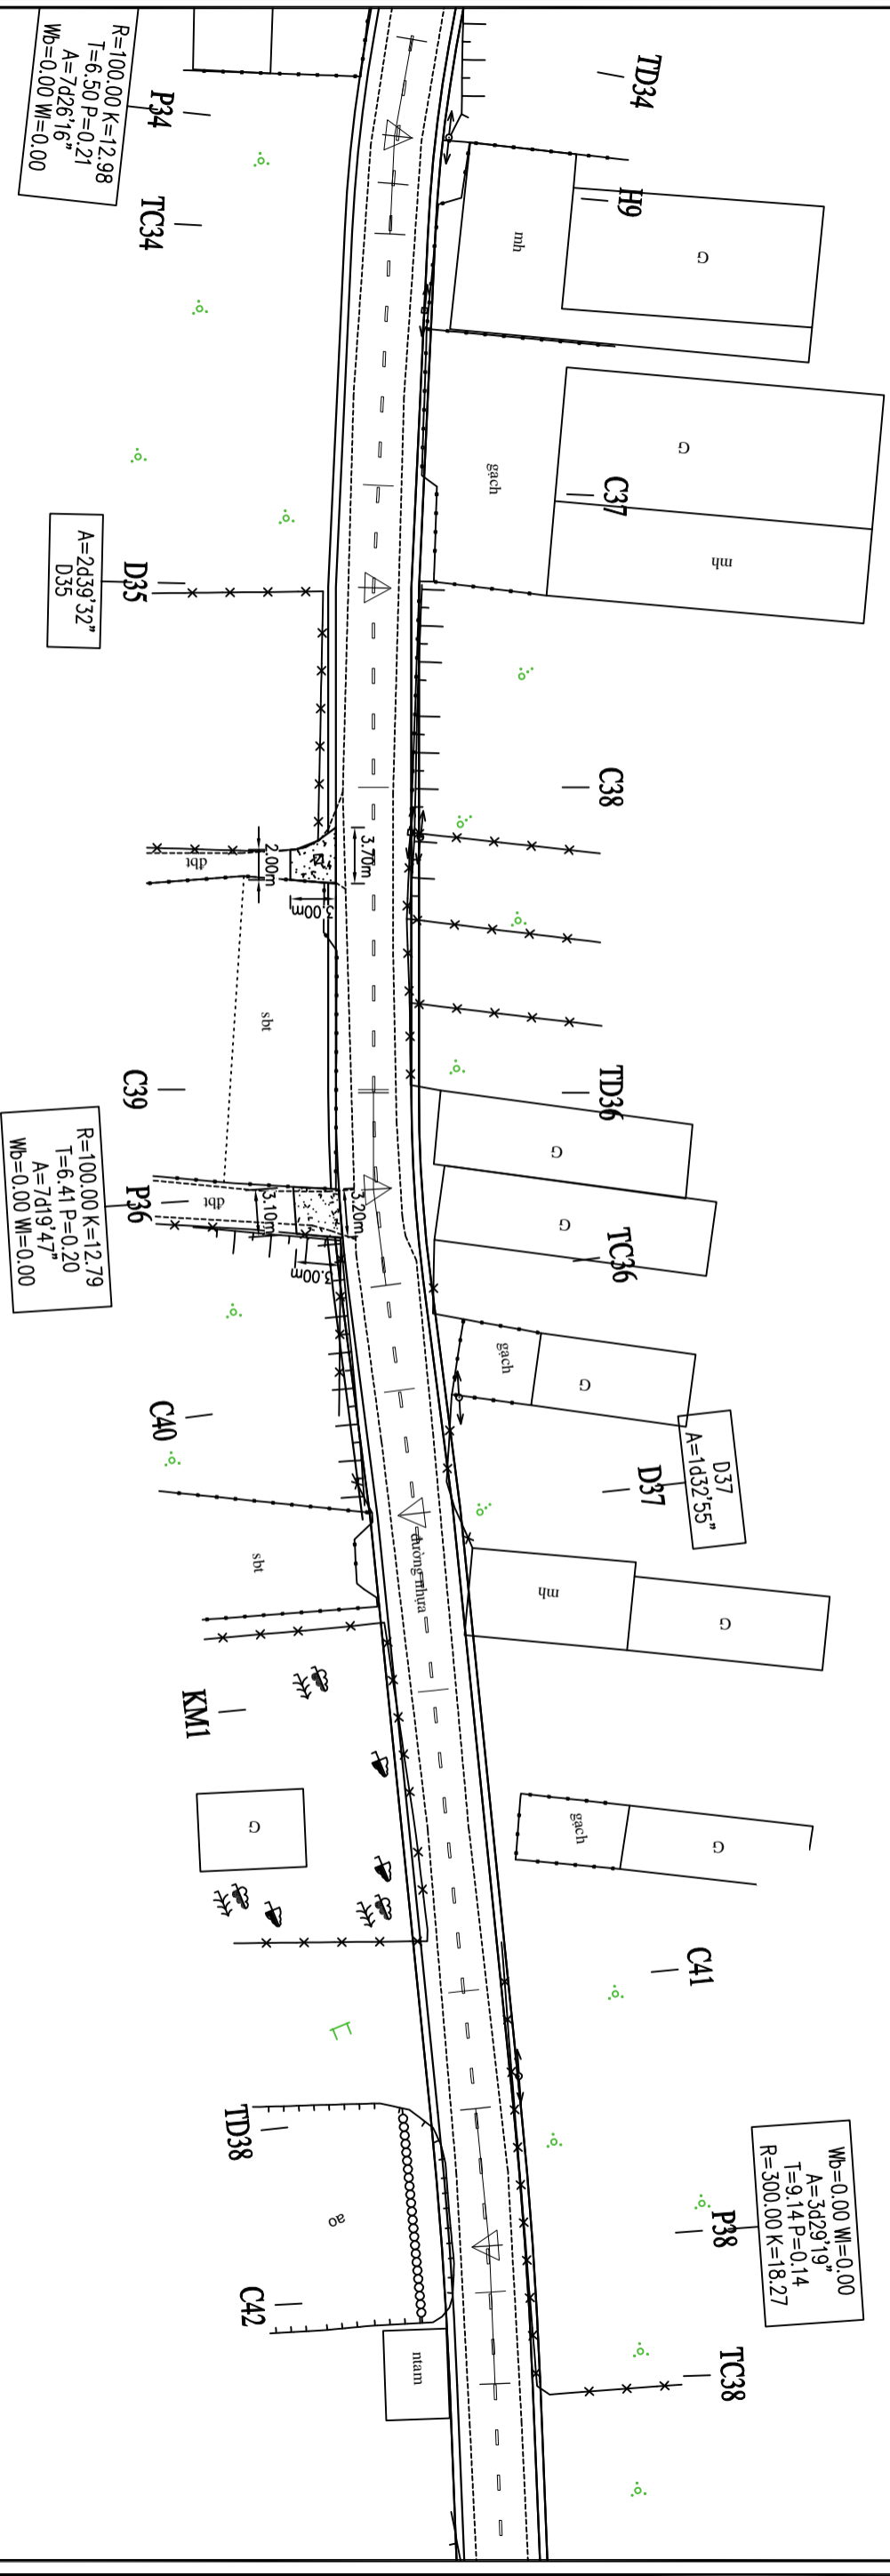 TD34
R=100.00 K=12.98
T=6.50 P=0.21
A=7d26'16"
Wb=0.00 Wl=0.00
P34
H9
TC34
mh
G
G
gạch
C37
mh
A=2d39'32"
D35
D35
C38
3.70m
2.00m
dbt
3.00m
sbt
C39
TD36
G
R=100.00 K=12.79
T=6.41 P=0.20
A=7d19'47"
Wb=0.00 Wl=0.00
P36
dbt
3.10m
3.20m
3.00m
G
TC36
gạch
G
C40
D37
A=1d32'55"
D37
đường nhựa
sbt
mh
G
KM1
G
gạch
G
C41
TD38
ao
Wb=0.00 Wl=0.00
A=3d29'19"
T=9.14 P=0.14
R=300.00 K=18.27
P38
C42
TC38
ntam